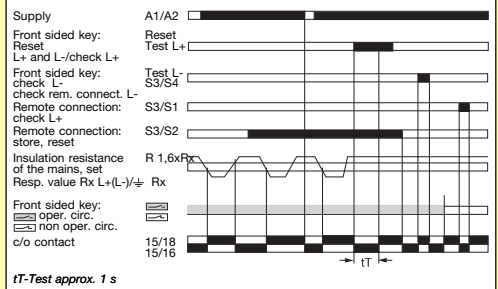 Supply A1/A2
Front sided key: Reset
Reset Test L+
L+ and L-/check L+
Front sided key: Test L-
check L- S3/S4
check rem. connect. L-
Remote connection: S3/S1
check L+
Remote connection: S3/S2
store, reset
Insulation resistance R 1,6xRx
of the mains, set
Resp. value Rx L+(L-)/⏚ Rx
Front sided key:
oper. circ.
non oper. circ.
c/o contact 15/18
15/16
tT
tT-Test approx. 1 s